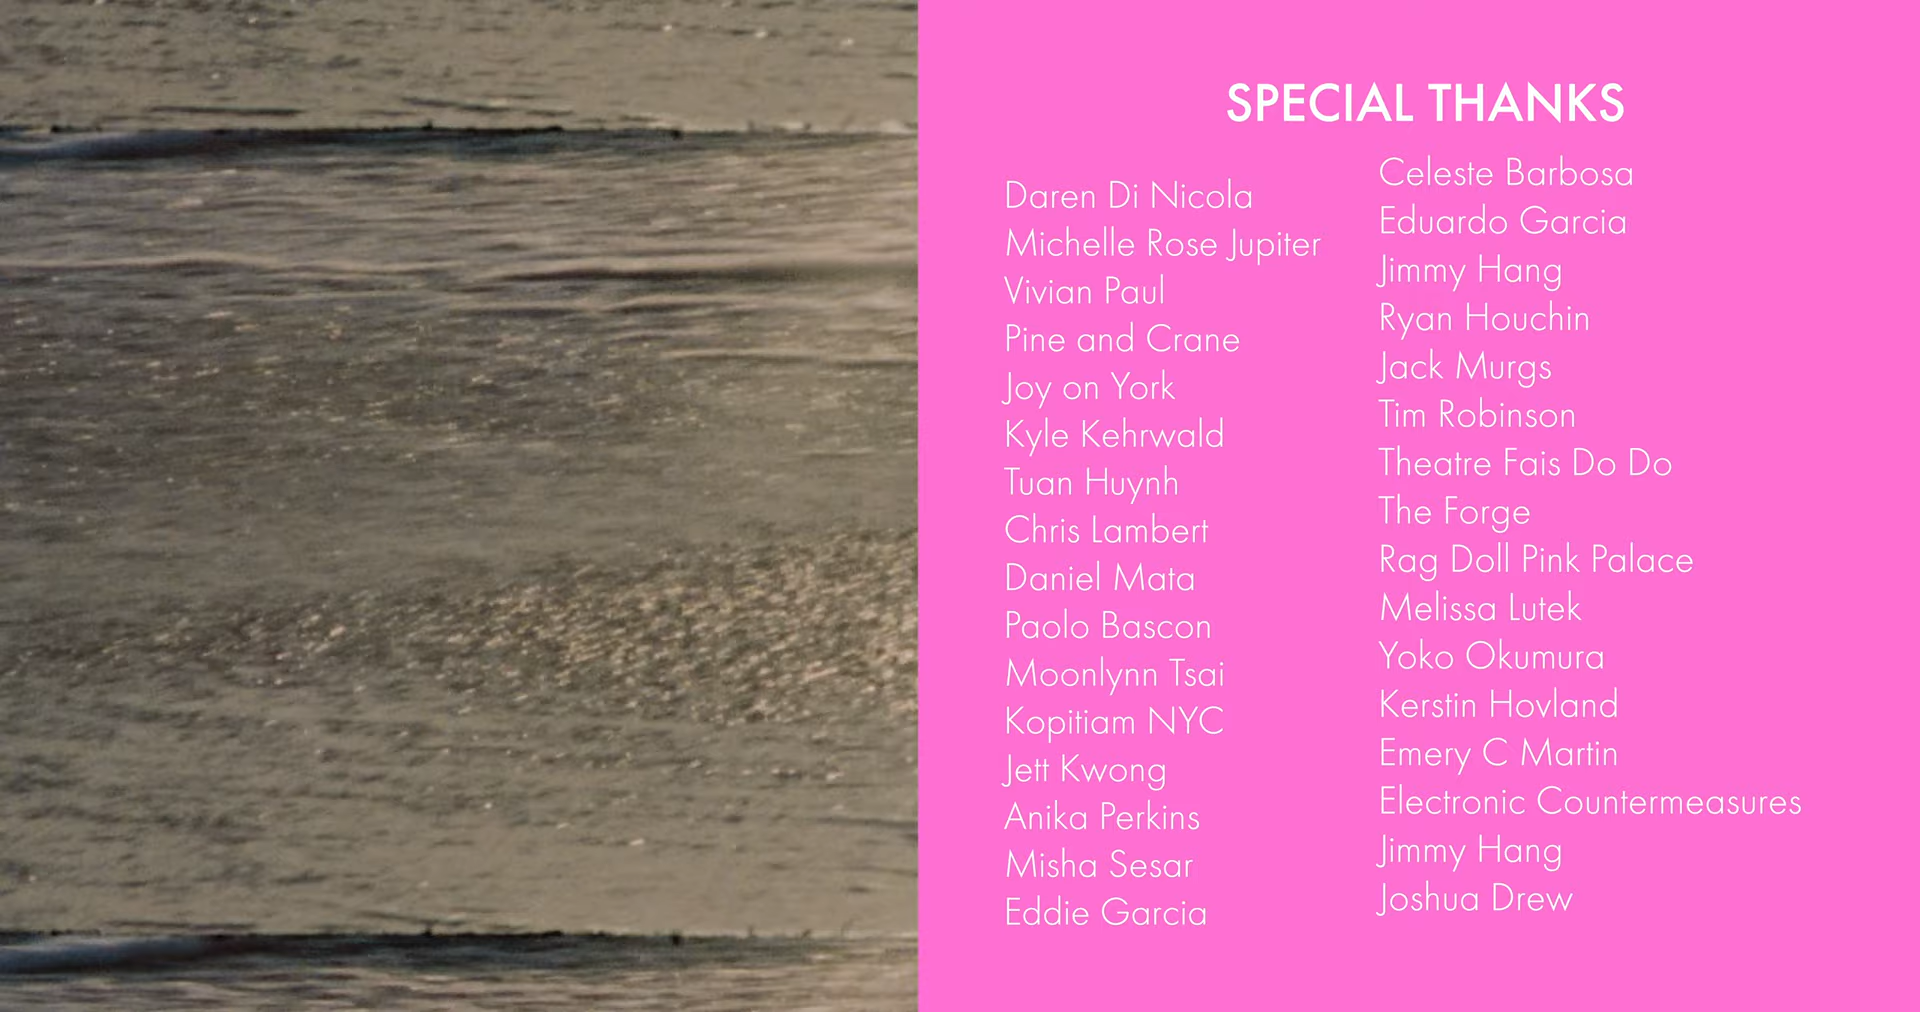 SPECIAL THANKS
Daren Di Nicola
Michelle Rose Jupiter
Vivian Paul
Pine and Crane
Joy on York
Kyle Kehrwald
Tuan Huynh
Chris Lambert
Daniel Mata
Paolo Bascon
Moonlynn Tsai
Kopitiam NYC
Jett Kwong
Anika Perkins
Misha Sesar
Eddie Garcia
Celeste Barbosa
Eduardo Garcia
Jimmy Hang
Ryan Houchin
Jack Murgs
Tim Robinson
Theatre Fais Do Do
The Forge
Rag Doll Pink Palace
Melissa Lutek
Yoko Okumura
Kerstin Hovland
Emery C Martin
Electronic Countermeasures
Jimmy Hang
Joshua Drew